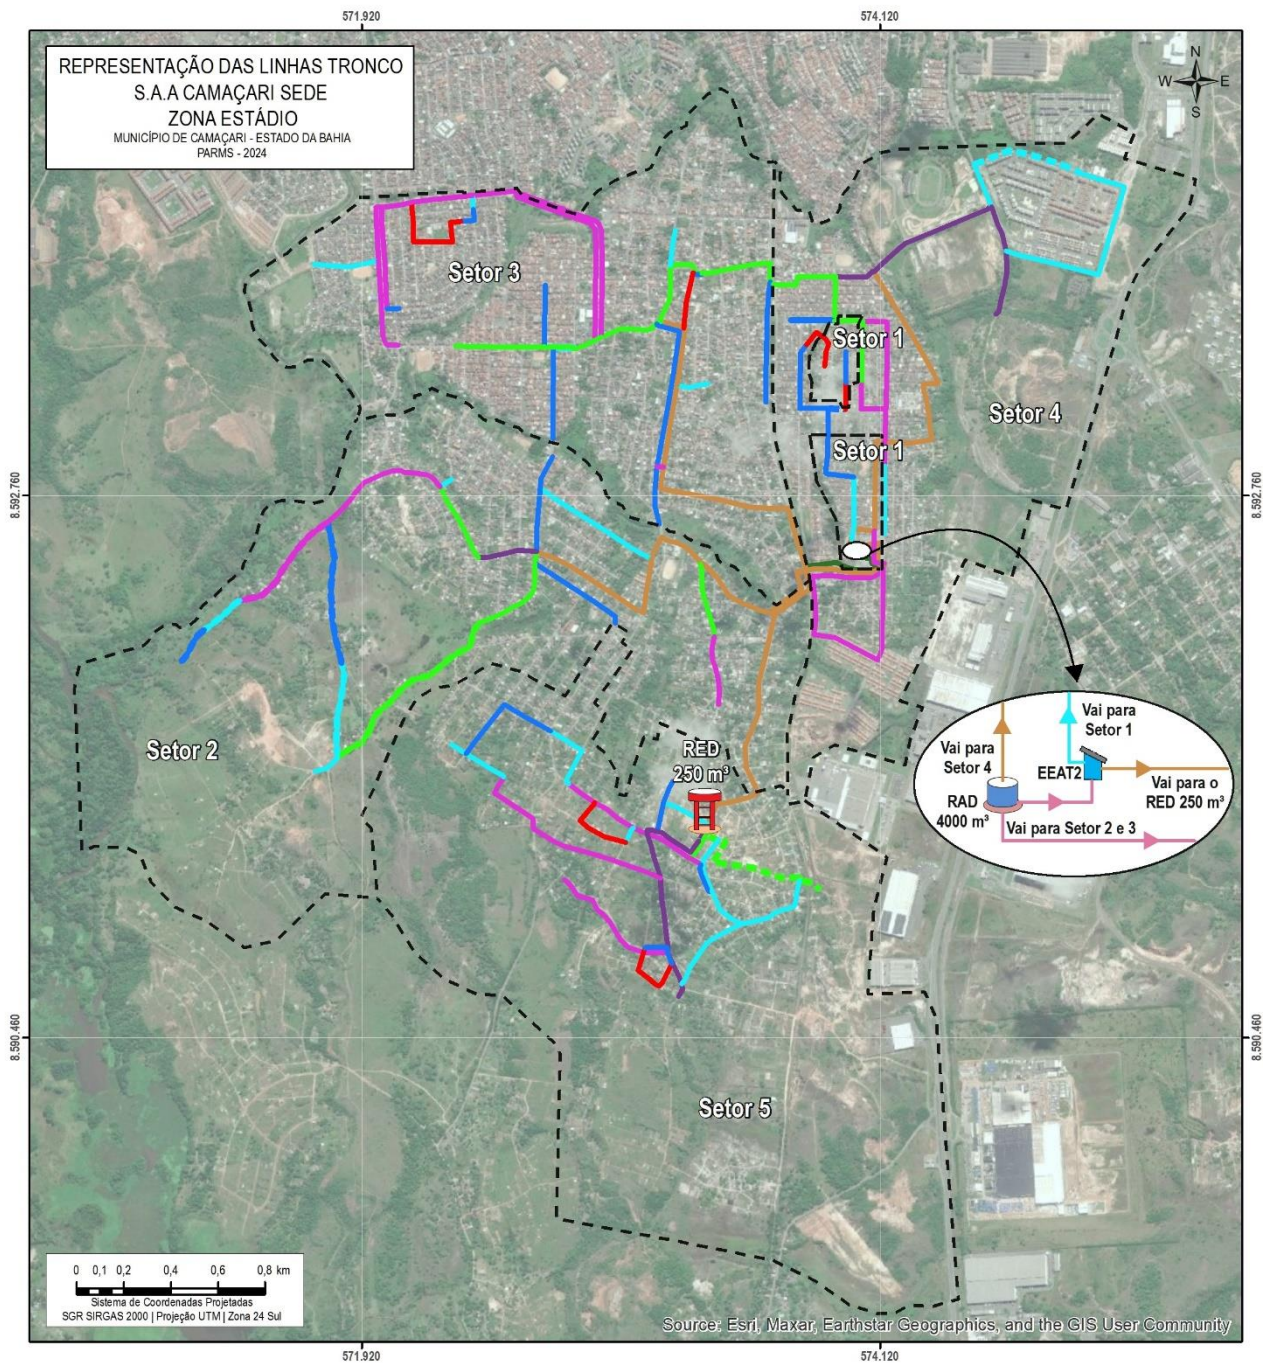 571.920
574.120
REPRESENTAÇÃO DAS LINHAS TRONCO
S.A.A CAMAÇARI SEDE
ZONA ESTÁDIO
MUNICÍPIO DE CAMAÇARI - ESTADO DA BAHIA
PARMS - 2024
N
W
E
S
Setor 3
Setor 1
Setor 4
Setor 1
8.592.760
8.592.760
Setor 2
RED
250 m³
Vai para
Setor 1
Vai para
Setor 4
EEAT2
Vai para o
RED 250 m³
RAD
4000 m³
Vai para Setor 2 e 3
8.590.460
8.590.460
Setor 5
0 0,1 0,2 0,4 0,6 0,8 km
Sistema de Coordenadas Projetadas
SGR SIRGAS 2000 | Projeção UTM | Zona 24 Sul
Source: Esri, Maxar, Earthstar Geographics, and the GIS User Community
571.920
574.120